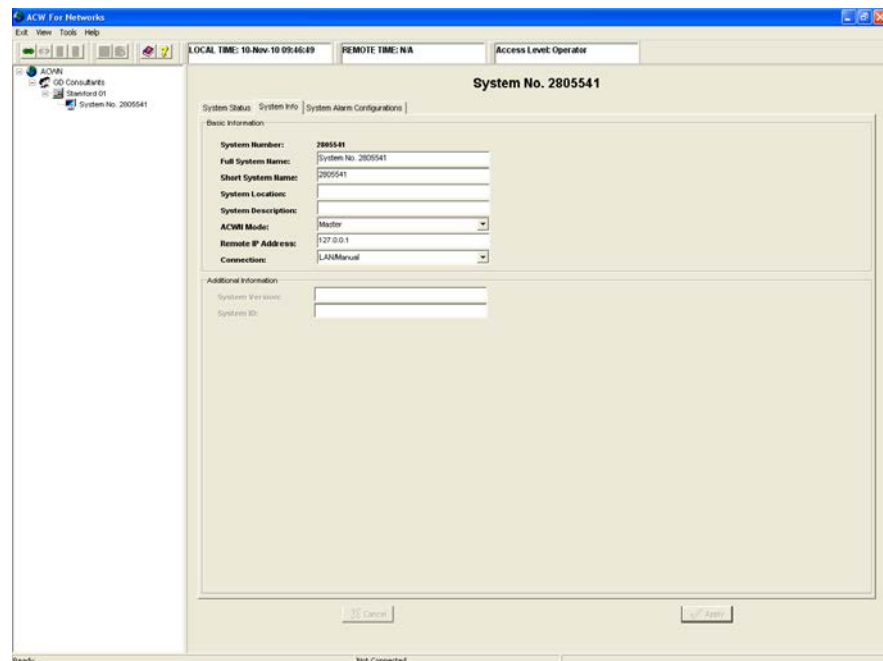 ACW For Networks
Exit View Tools Help
LOCAL TIME: 10-Nov-10 09:46:49 REMOTE TIME: N/A Access Level: Operator
ACWN
GD Consultants
Stamford 01
System No. 2805541
System No. 2805541
System Status System Info System Alarm Configurations
Basic Information
System Number: 2805541
Full System Name: System No. 2805541
Short System Name: 2805541
System Location:
System Description:
ACWN Mode: Master
Remote IP Address: 127.0.0.1
Connection: LAN/Manual
Additional Information
System Version:
System ID:
Cancel Apply
Ready Not Connected